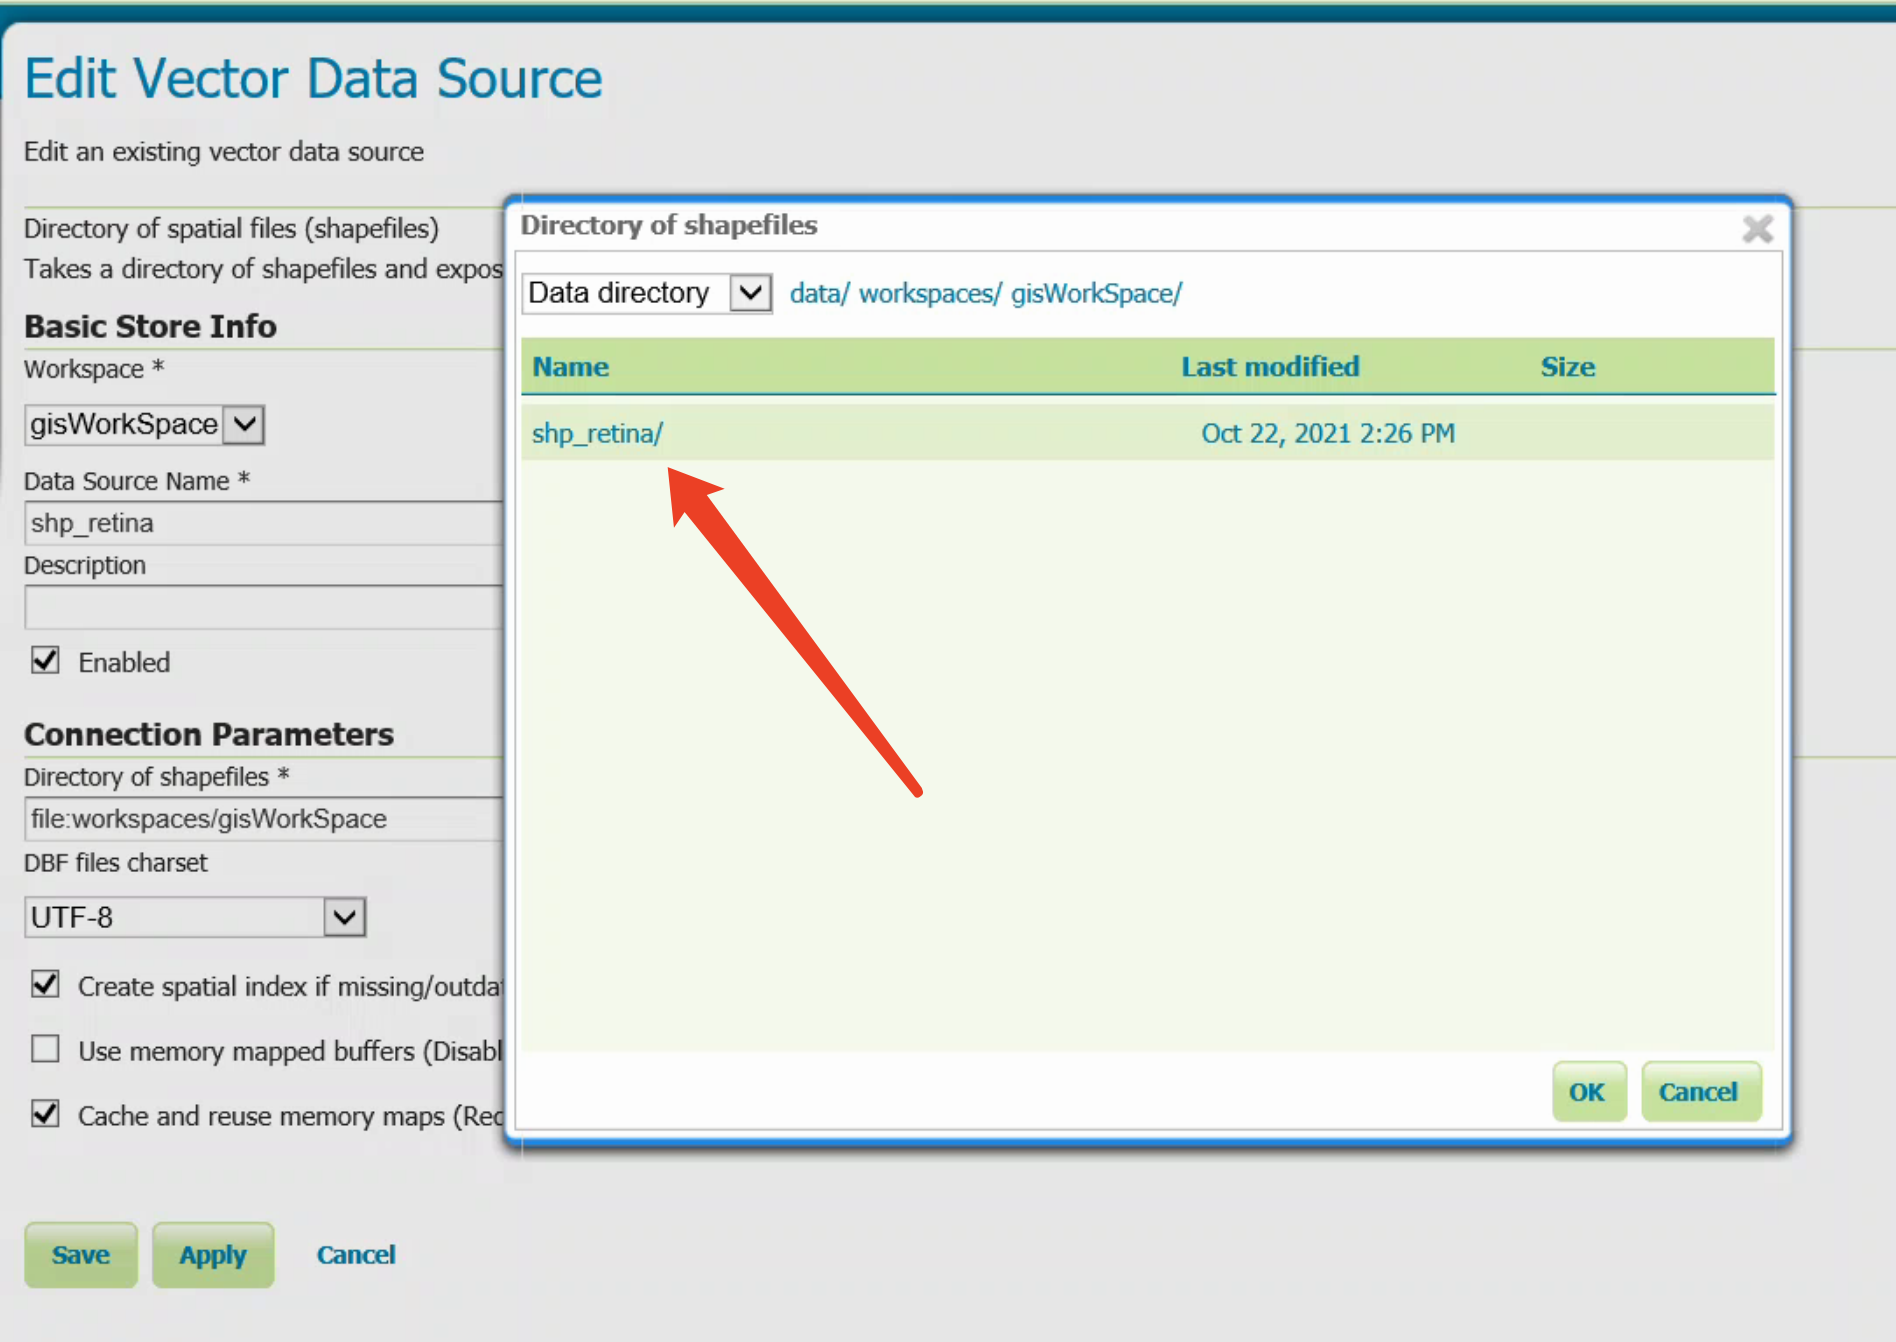 Edit Vector Data Source
Edit an existing vector data source
Directory of spatial files (shapefiles)
Takes a directory of shapefiles and expos
Basic Store Info
Workspace *
gisWorkSpace
Data Source Name *
shp_retina
Description
Enabled
Connection Parameters
Directory of shapefiles *
file:workspaces/gisWorkSpace
DBF files charset
UTF-8
Create spatial index if missing/outdat
Use memory mapped buffers (Disabl
Cache and reuse memory maps (Req
Save Apply Cancel
Directory of shapefiles
Data directory data/ workspaces/ gisWorkSpace/
Name Last modified Size
shp_retina/ Oct 22, 2021 2:26 PM
OK Cancel